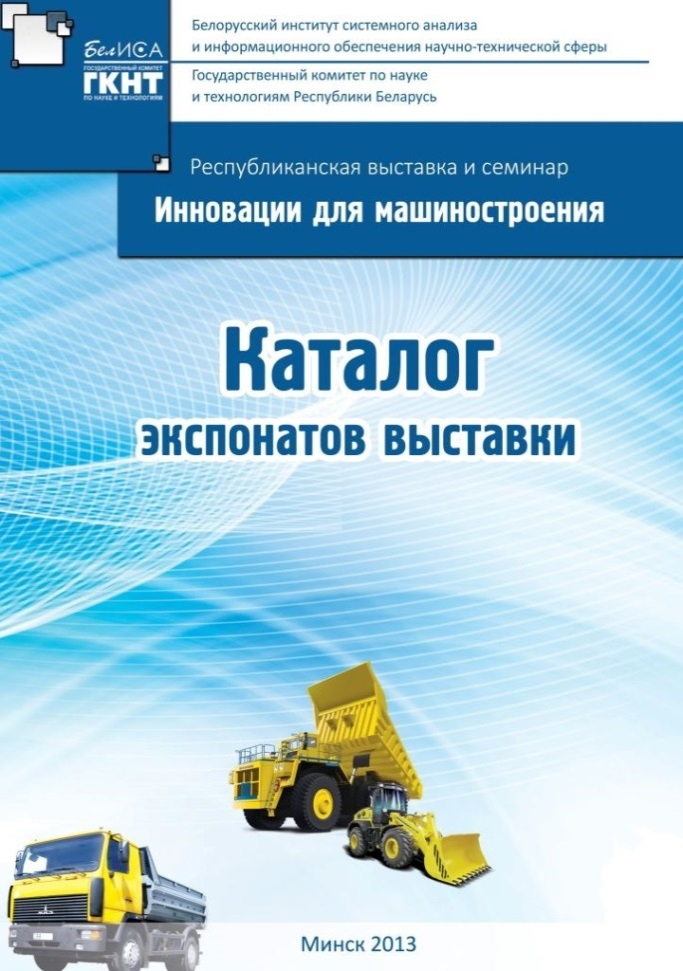 БелИСА
ГОСУДАРСТВЕННЫЙ КОМИТЕТ
ГКНТ
ПО НАУКЕ И ТЕХНОЛОГИЯМ
Белорусский институт системного анализа
и информационного обеспечения научно-технической сферы
Государственный комитет по науке
и технологиям Республики Беларусь
Республиканская выставка и семинар
Инновации для машиностроения
Каталог
экспонатов выставки
Минск 2013